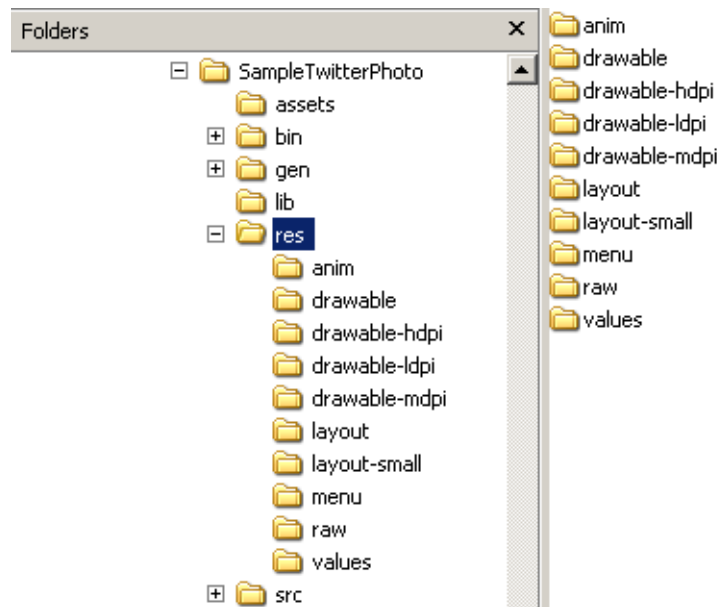 Folders
SampleTwitterPhoto
assets
bin
gen
lib
res
anim
drawable
drawable-hdpi
drawable-ldpi
drawable-mdpi
layout
layout-small
menu
raw
values
src
anim
drawable
drawable-hdpi
drawable-ldpi
drawable-mdpi
layout
layout-small
menu
raw
values